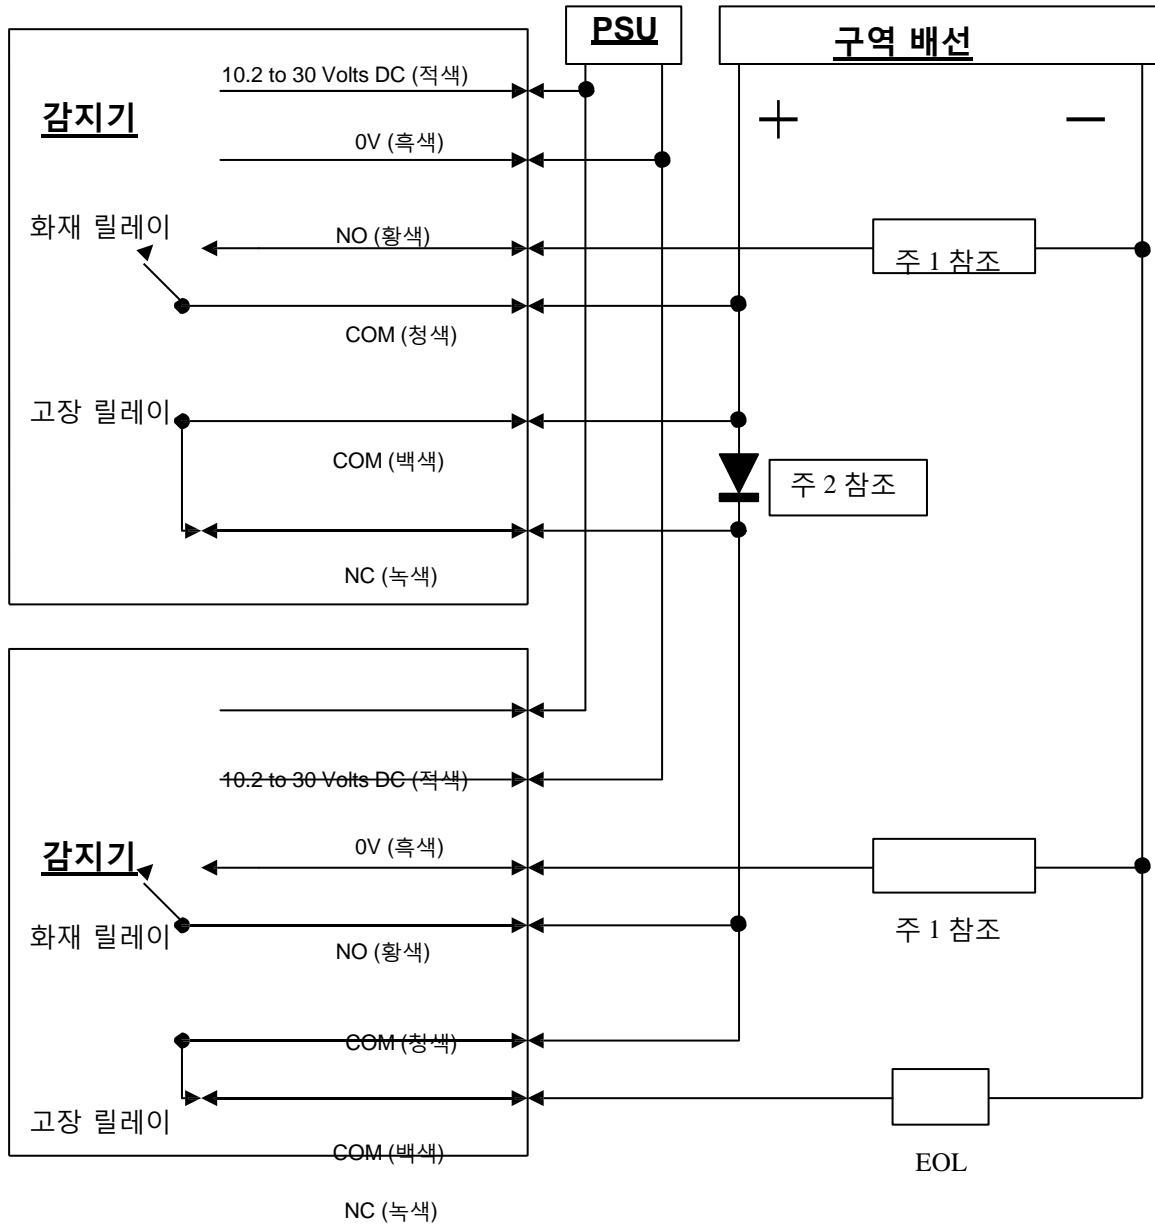 PSU
구역 배선
10.2 to 30 Volts DC (적색)
감지기
+
−
0V (흑색)
화재 릴레이
NO (황색)
주 1 참조
COM (청색)
고장 릴레이
COM (백색)
주 2 참조
NC (녹색)
10.2 to 30 Volts DC (적색)
감지기
0V (흑색)
화재 릴레이
NO (황색)
주 1 참조
COM (청색)
고장 릴레이
COM (백색)
EOL
NC (녹색)